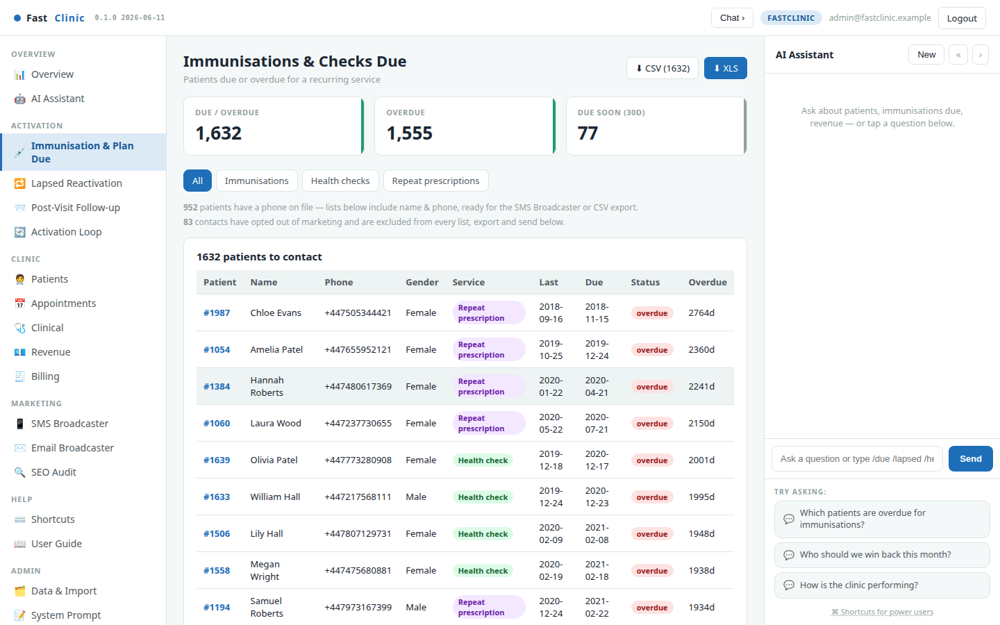 Fast Clinic 0.1.0 2026-06-11
Chat ›
FASTCLINIC
admin@fastclinic.example
Logout
OVERVIEW
Overview
AI Assistant
ACTIVATION
Immunisation & Plan
Due
Lapsed Reactivation
Post-Visit Follow-up
Activation Loop
CLINIC
Patients
Appointments
Clinical
Revenue
Billing
MARKETING
SMS Broadcaster
Email Broadcaster
SEO Audit
HELP
Shortcuts
User Guide
ADMIN
Data & Import
System Prompt
Immunisations & Checks Due
Patients due or overdue for a recurring service
⬇ CSV (1632)
⬇ XLS
DUE / OVERDUE
1,632
OVERDUE
1,555
DUE SOON (30D)
77
All
Immunisations
Health checks
Repeat prescriptions
952 patients have a phone on file — lists below include name & phone, ready for the SMS Broadcaster or CSV export.
83 contacts have opted out of marketing and are excluded from every list, export and send below.
1632 patients to contact
Patient Name Phone Gender Service Last Due Status Overdue
#1987 Chloe Evans +447505344421 Female Repeat prescription 2018-09-16 2018-11-15 overdue 2764d
#1054 Amelia Patel +447655952121 Female Repeat prescription 2019-10-25 2019-12-24 overdue 2360d
#1384 Hannah Roberts +447480617369 Female Repeat prescription 2020-01-22 2020-04-21 overdue 2241d
#1060 Laura Wood +447237730655 Female Repeat prescription 2020-05-22 2020-07-21 overdue 2150d
#1639 Olivia Patel +447773280908 Female Health check 2019-12-18 2020-12-17 overdue 2001d
#1633 William Hall +447217568111 Male Health check 2019-12-24 2020-12-23 overdue 1995d
#1506 Lily Hall +447807129731 Female Health check 2020-02-09 2021-02-08 overdue 1948d
#1558 Megan Wright +447475680881 Female Health check 2020-02-19 2021-02-18 overdue 1938d
#1194 Samuel Roberts +447973167399 Male Repeat prescription 2020-12-24 2021-02-22 overdue 1934d
AI Assistant
New
«
›
Ask about patients, immunisations due,
revenue — or tap a question below.
Ask a question or type /due /lapsed /he
Send
TRY ASKING:
Which patients are overdue for
immunisations?
Who should we win back this month?
How is the clinic performing?
⌘ Shortcuts for power users